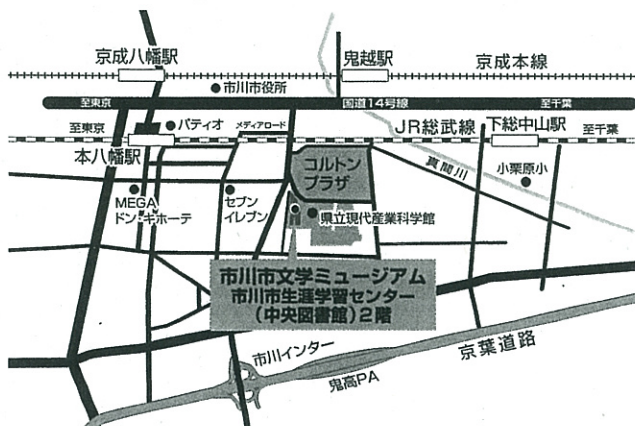 京成八幡駅
鬼越駅
京成本線
市川市役所
至東京
国道14号線
至千葉
至東京
パティオ
メディアロード
JR総武線
下総中山駅
至千葉
本八幡駅
コルトン
プラザ
真間川
小栗原小
MEGA
ドン・キホーテ
セブン
イレブン
県立現代産業科学館
市川市文学ミュージアム
市川市生涯学習センター
(中央図書館)2階
市川インター
鬼高PA
京葉道路